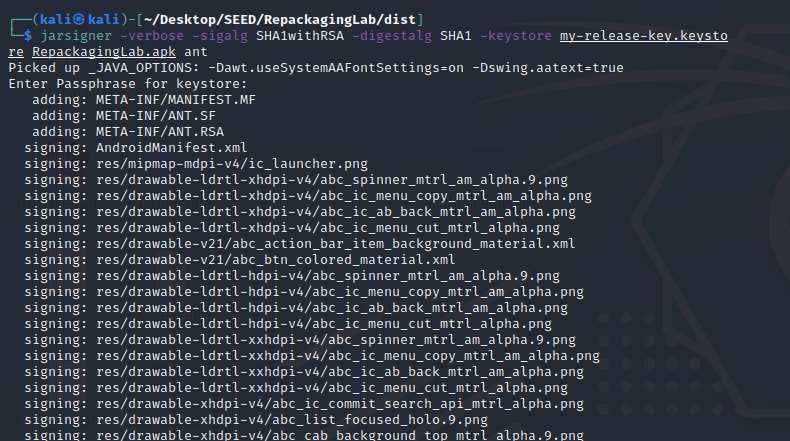 ┌──(kali㉿kali)-[~/Desktop/SEED/RepackagingLab/dist]
└─$ jarsigner -verbose -sigalg SHA1withRSA -digestalg SHA1 -keystore my-release-key.keysto
re RepackagingLab.apk ant
Picked up _JAVA_OPTIONS: -Dawt.useSystemAAFontSettings=on -Dswing.aatext=true
Enter Passphrase for keystore:
   adding: META-INF/MANIFEST.MF
   adding: META-INF/ANT.SF
   adding: META-INF/ANT.RSA
  signing: AndroidManifest.xml
  signing: res/mipmap-mdpi-v4/ic_launcher.png
  signing: res/drawable-ldrtl-xhdpi-v4/abc_spinner_mtrl_am_alpha.9.png
  signing: res/drawable-ldrtl-xhdpi-v4/abc_ic_menu_copy_mtrl_am_alpha.png
  signing: res/drawable-ldrtl-xhdpi-v4/abc_ic_ab_back_mtrl_am_alpha.png
  signing: res/drawable-ldrtl-xhdpi-v4/abc_ic_menu_cut_mtrl_alpha.png
  signing: res/drawable-v21/abc_action_bar_item_background_material.xml
  signing: res/drawable-v21/abc_btn_colored_material.xml
  signing: res/drawable-ldrtl-hdpi-v4/abc_spinner_mtrl_am_alpha.9.png
  signing: res/drawable-ldrtl-hdpi-v4/abc_ic_menu_copy_mtrl_am_alpha.png
  signing: res/drawable-ldrtl-hdpi-v4/abc_ic_ab_back_mtrl_am_alpha.png
  signing: res/drawable-ldrtl-hdpi-v4/abc_ic_menu_cut_mtrl_alpha.png
  signing: res/drawable-ldrtl-xxhdpi-v4/abc_spinner_mtrl_am_alpha.9.png
  signing: res/drawable-ldrtl-xxhdpi-v4/abc_ic_menu_copy_mtrl_am_alpha.png
  signing: res/drawable-ldrtl-xxhdpi-v4/abc_ic_ab_back_mtrl_am_alpha.png
  signing: res/drawable-ldrtl-xxhdpi-v4/abc_ic_menu_cut_mtrl_alpha.png
  signing: res/drawable-xhdpi-v4/abc_ic_commit_search_api_mtrl_alpha.png
  signing: res/drawable-xhdpi-v4/abc_list_focused_holo.9.png
  signing: res/drawable-xhdpi-v4/abc_cab_background_top_mtrl_alpha.9.png